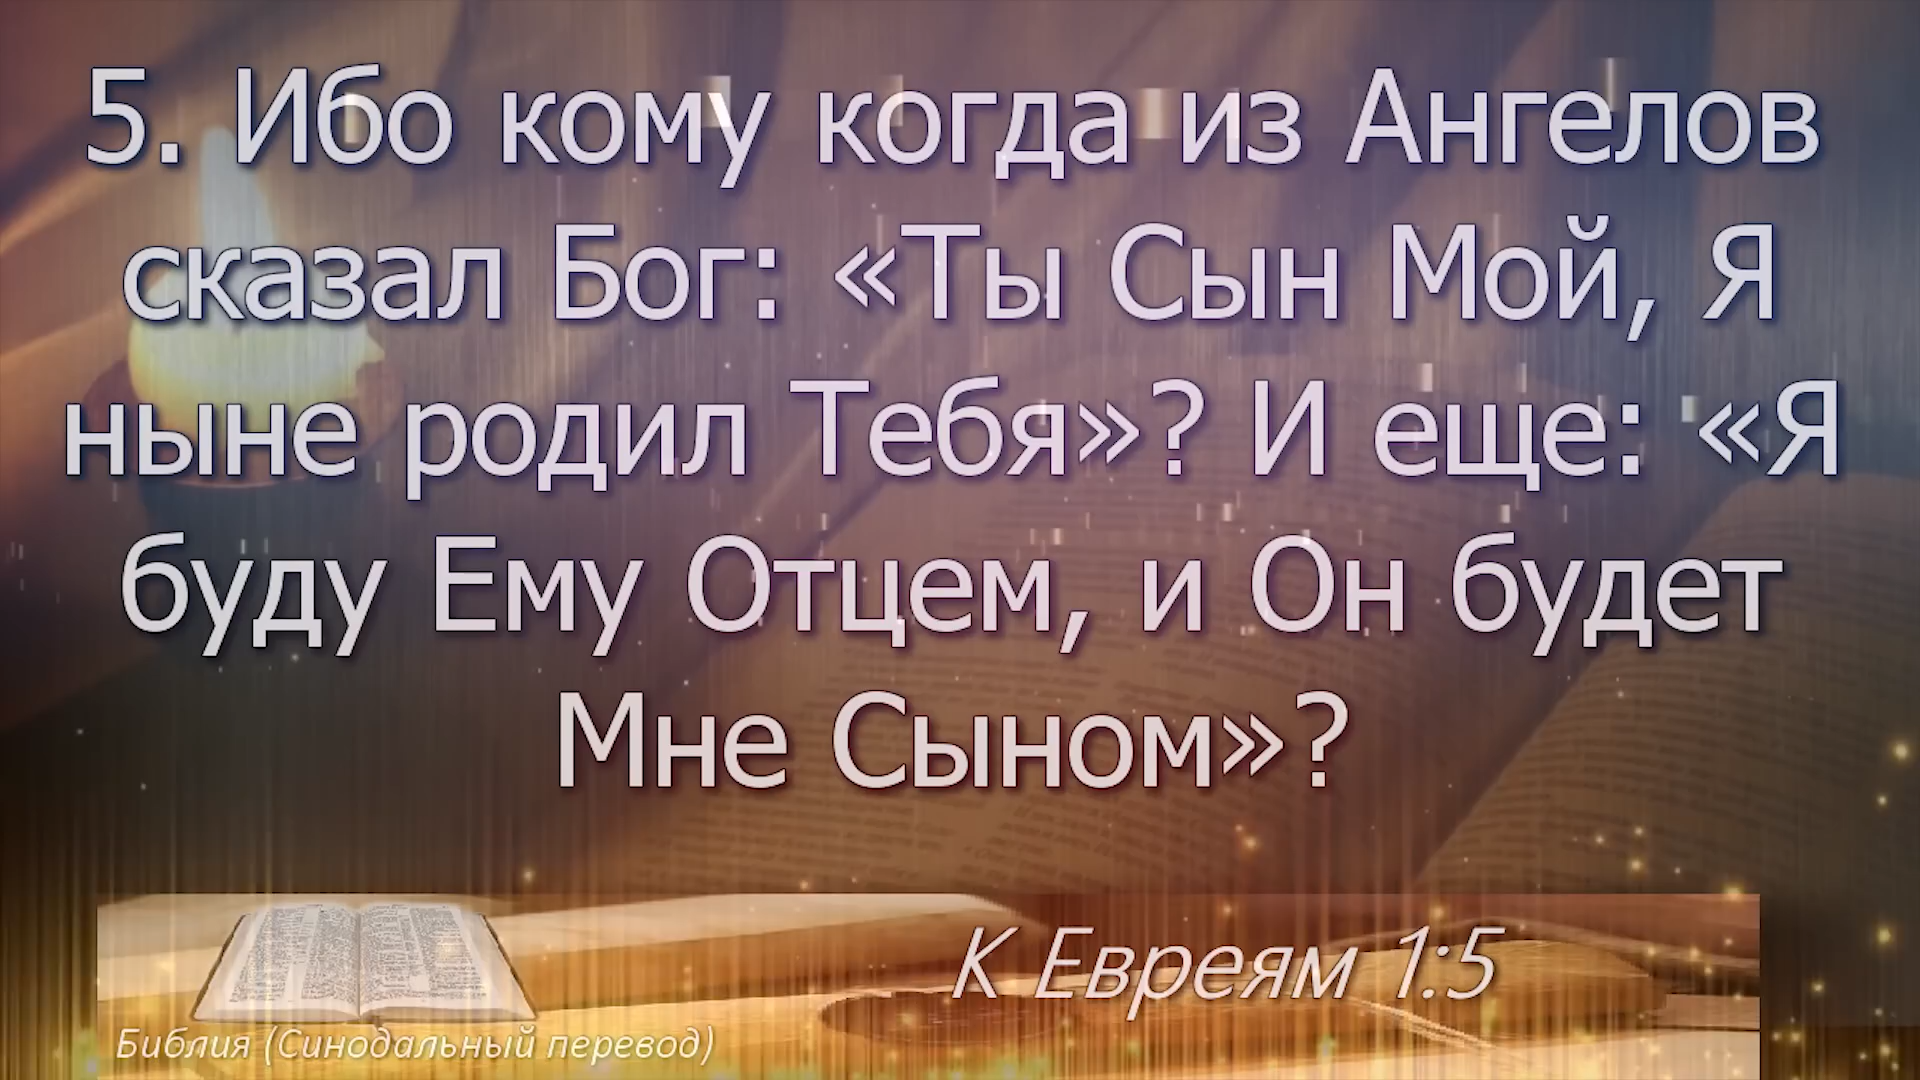 5. Ибо кому когда из Ангелов
сказал Бог: «Ты Сын Мой, Я
ныне родил Тебя»? И еще: «Я
буду Ему Отцем, и Он будет
Мне Сыном»?
К Евреям 1:5
Библия (Синодальный перевод)